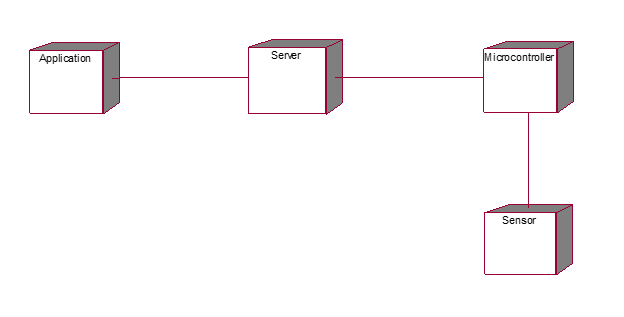 Application
Server
Microcontroller
Sensor